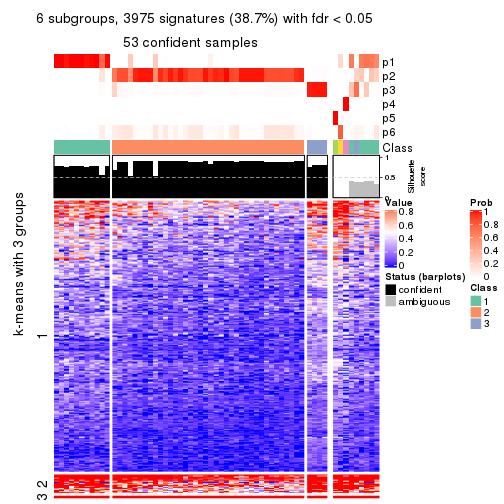 6 subgroups, 3975 signatures (38.7%) with fdr < 0.05
53 confident samples
p1
p2
p3
p4
p5
p6
Class
1
0.5
0
Silhouette
score
k-means with 3 groups
1
2
3
Value
0.8
0.6
0.4
0.2
0
Status (barplots)
confident
ambiguous
Prob
1
0.8
0.6
0.4
0.2
0
Class
1
2
3